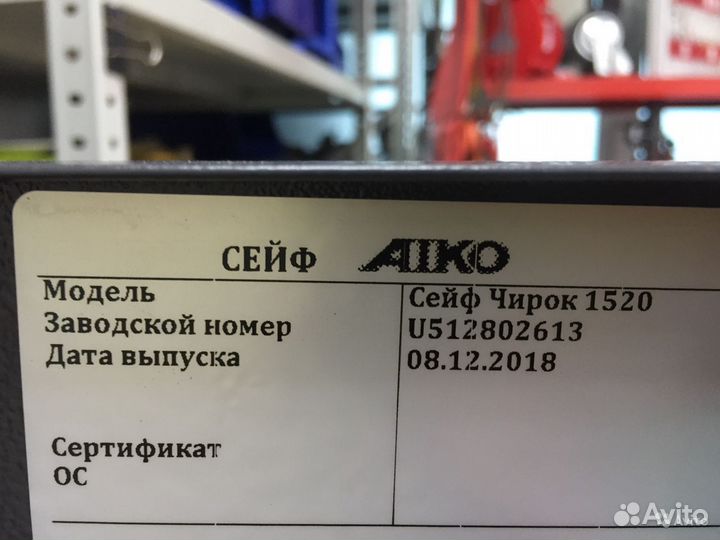 СЕЙФ AIKO
Модель Сейф Чирок 1520
Заводской номер U512802613
Дата выпуска 08.12.2018
Сертификат
ОС
Avito